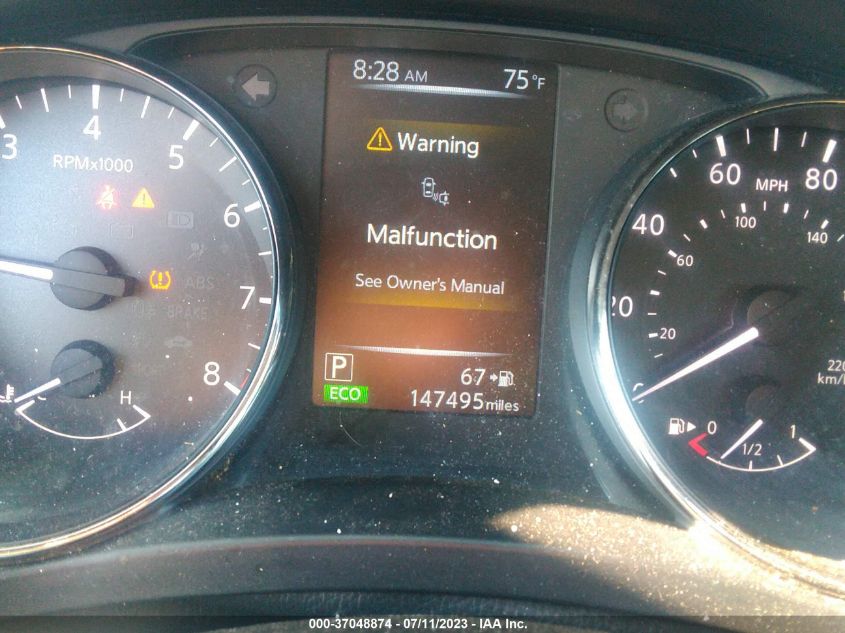 8:28 AM 75°F
Warning
Malfunction
See Owner's Manual
P
67
ECO 147495 miles
3 4 5 6 7 8
RPMx1000
ABS
BRAKE
H
20 40 60 80
MPH
20 60 100 140
220
km/
0 1/2 1
000-37048874 - 07/11/2023 - IAA Inc.